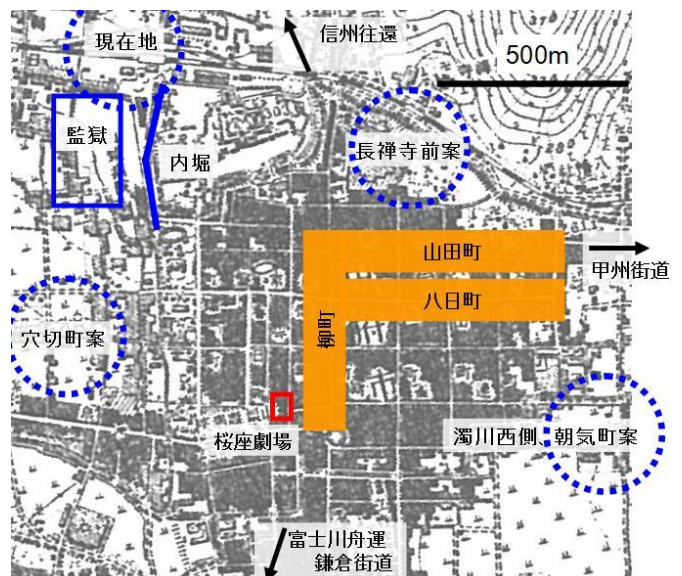 現在地
信州往還
500m
監獄
内堀
長禅寺前案
山田町
甲州街道
八日町
穴切町案
柳町
桜座劇場
濁川西側、朝気町案
富士川舟運
鎌倉街道